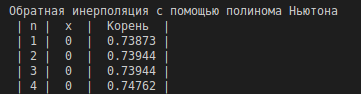 Обратная инерполяция с помощью полинома Ньютона
| n | x | Корень |
| 1 | 0 | 0.73873 |
| 2 | 0 | 0.73944 |
| 3 | 0 | 0.73944 |
| 4 | 0 | 0.74762 |